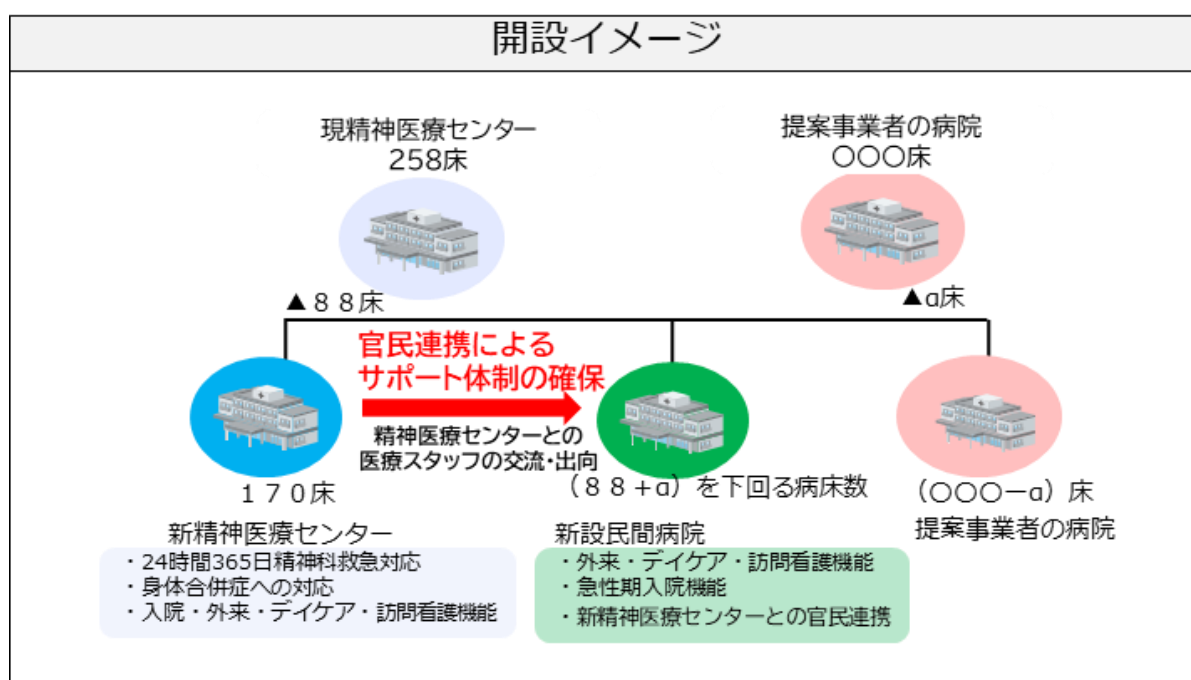 開設イメージ
現精神医療センター
258床
提案事業者の病院
〇〇〇床
▲８８床
▲a床
官民連携による
サポート体制の確保
精神医療センターとの
医療スタッフの交流・出向
１７０床
（８８＋a）を下回る病床数
（〇〇〇ーa）床
新精神医療センター
・24時間365日精神科救急対応
・身体合併症への対応
・入院・外来・デイケア・訪問看護機能
新設民間病院
・外来・デイケア・訪問看護機能
・急性期入院機能
・新精神医療センターとの官民連携
提案事業者の病院